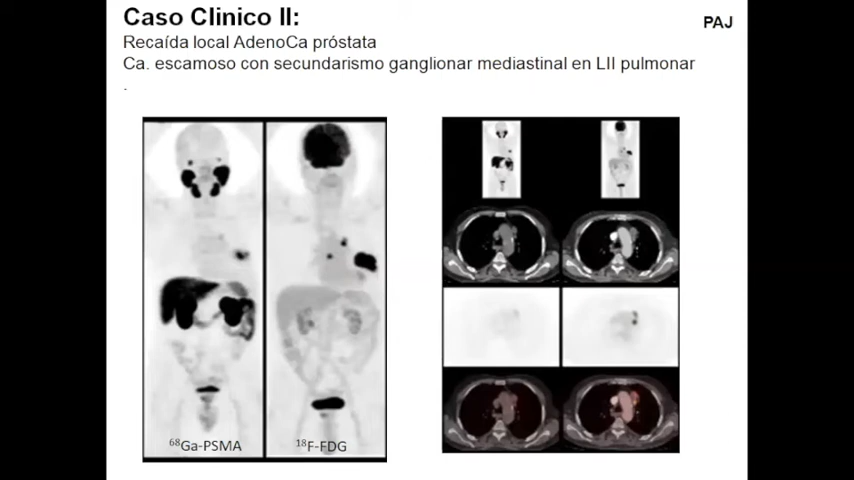 Caso Clinico II:
PAJ
Recaída local AdenoCa próstata
Ca. escamoso con secundarismo ganglionar mediastinal en LII pulmonar
.
⁶⁸Ga-PSMA
¹⁸F-FDG